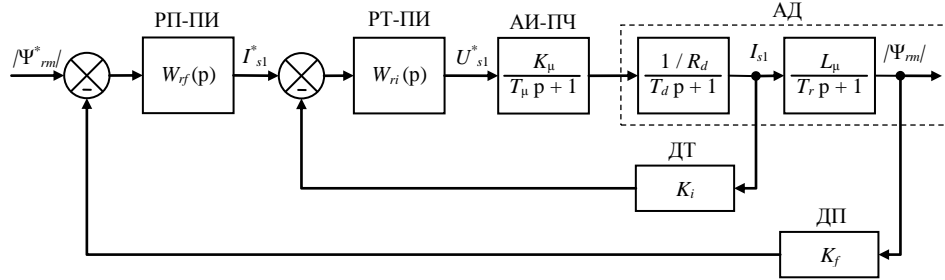 АД
РП-ПИ РТ-ПИ АИ-ПЧ
|Ψ*rm| - Wrf(p) I*s1 - Wri(p) U*s1 Kμ / Tμ p + 1 1 / Rd / Td p + 1 Is1 Lμ / Tr p + 1 |Ψrm|
ДТ
Ki
ДП
Kf